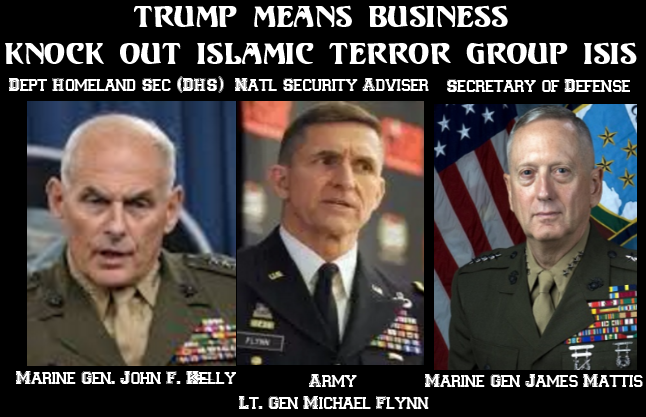 TRUMP MEANS BUSINESS
KNOCK OUT ISLAMIC TERROR GROUP ISIS
DEPT HOMELAND SEC (DHS) NATL SECURITY ADVISER SECRETARY OF DEFENSE
FLYNN
MARINE GEN. JOHN F. KELLY ARMY MARINE GEN JAMES MATTIS
LT. GEN MICHAEL FLYNN